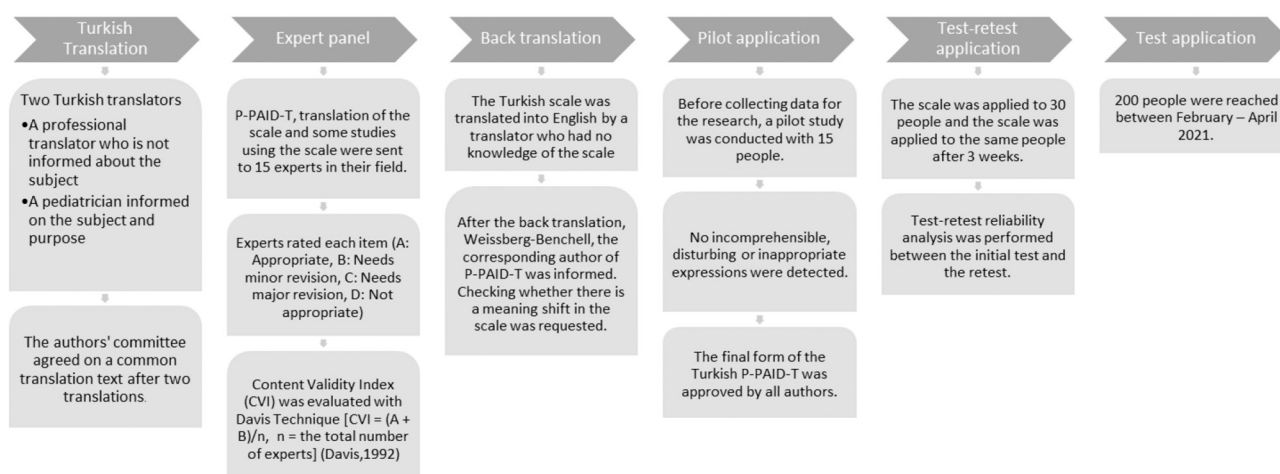 Turkish
Translation
Two Turkish translators
•A professional
translator who is not
informed about the
subject
•A pediatrician informed
on the subject and
purpose
The authors' committee
agreed on a common
translation text after two
translations.
Expert panel
P-PAID-T, translation of the
scale and some studies
using the scale were sent
to 15 experts in their field.
Experts rated each item (A:
Appropriate, B: Needs
minor revision, C: Needs
major revision, D: Not
appropriate)
Content Validity Index
(CVI) was evaluated with
Davis Technique [CVI = (A +
B)/n, n = the total number
of experts] (Davis,1992)
Back translation
The Turkish scale was
translated into English by a
translator who had no
knowledge of the scale
After the back translation,
Weissberg-Benchell, the
corresponding author of
P-PAID-T was informed.
Checking whether there is
a meaning shift in the
scale was requested.
Pilot application
Before collecting data for
the research, a pilot study
was conducted with 15
people.
No incomprehensible,
disturbing or inappropriate
expressions were detected.
The final form of the
Turkish P-PAID-T was
approved by all authors.
Test-retest
application
The scale was applied to 30
people and the scale was
applied to the same people
after 3 weeks.
Test-retest reliability
analysis was performed
between the initial test and
the retest.
Test application
200 people were reached
between February – April
2021.